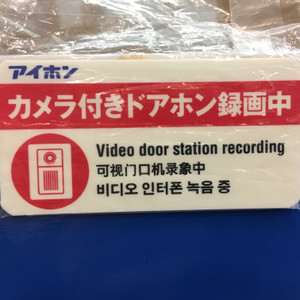 アイホン
カメラ付きドアホン録画中
Video door station recording
可视门口机录象中
비디오 인터폰 녹음 중